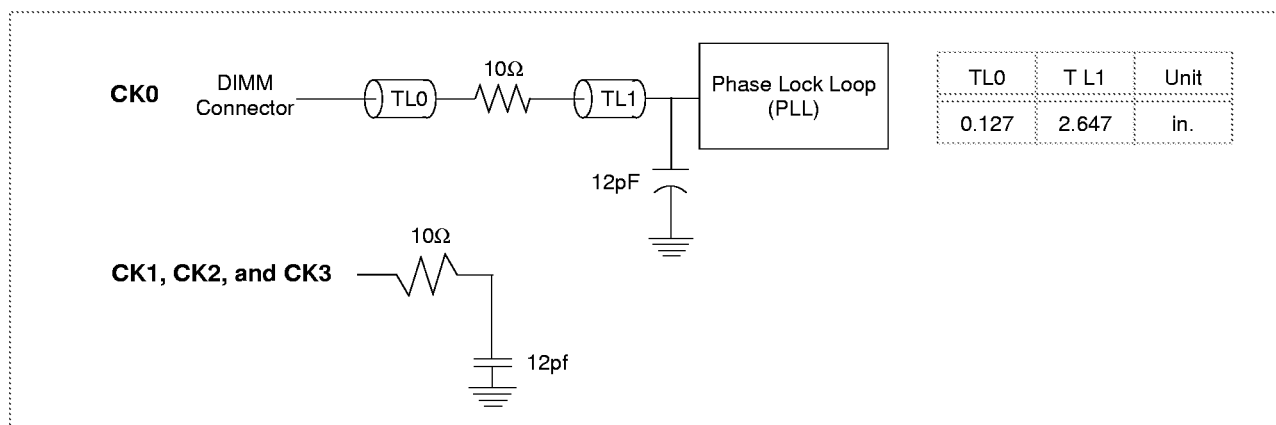 CK0
DIMM
Connector
TL0
10Ω
TL1
12pF
Phase Lock Loop
(PLL)
TL0 T L1 Unit
0.127 2.647 in.
CK1, CK2, and CK3
10Ω
12pf